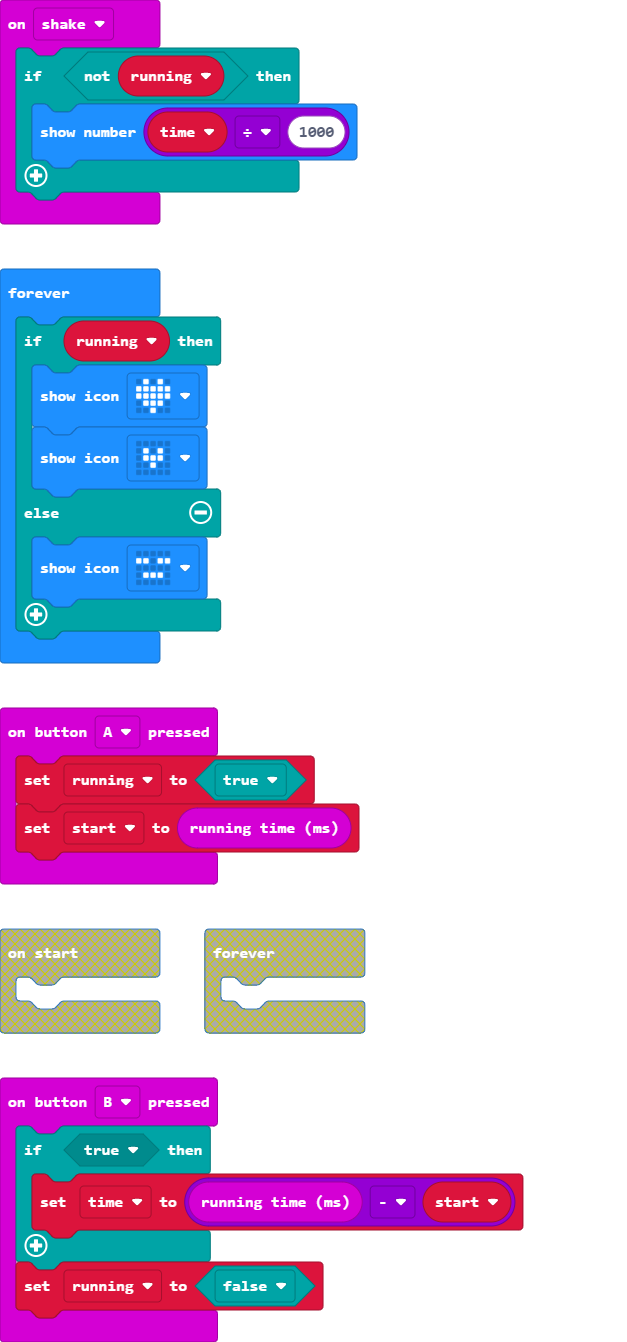 on shake
if not running then
show number time ÷ 1000
forever
if running then
show icon
show icon
else
show icon
on button A pressed
set running to true
set start to running time (ms)
on start
forever
on button B pressed
if true then
set time to running time (ms) - start
set running to false